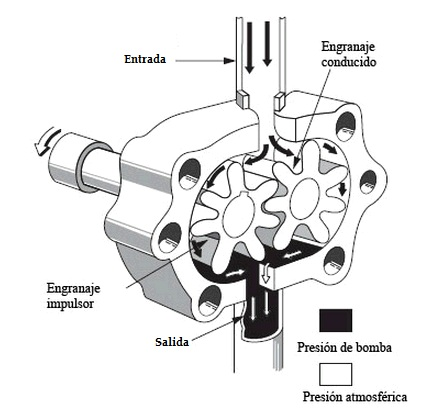 Entrada
Engranaje
conducido
Engranaje
impulsor
Salida
Presión de bomba
Presión atmosférica